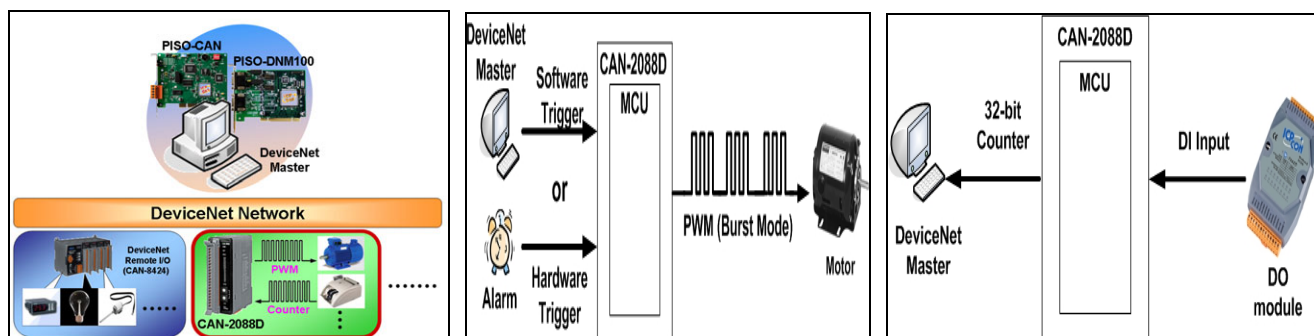 PISO-CAN
PISO-DNM100
DeviceNet
Master
DeviceNet Network
DeviceNet
Remote I/O
(CAN-8424)
PWM
Counter
CAN-2088D
DeviceNet
Master
Software
Trigger
or
Alarm
Hardware
Trigger
CAN-2088D
MCU
PWM (Burst Mode)
Motor
CAN-2088D
MCU
32-bit
Counter
DeviceNet
Master
DI Input
ICP
CON
DO
module